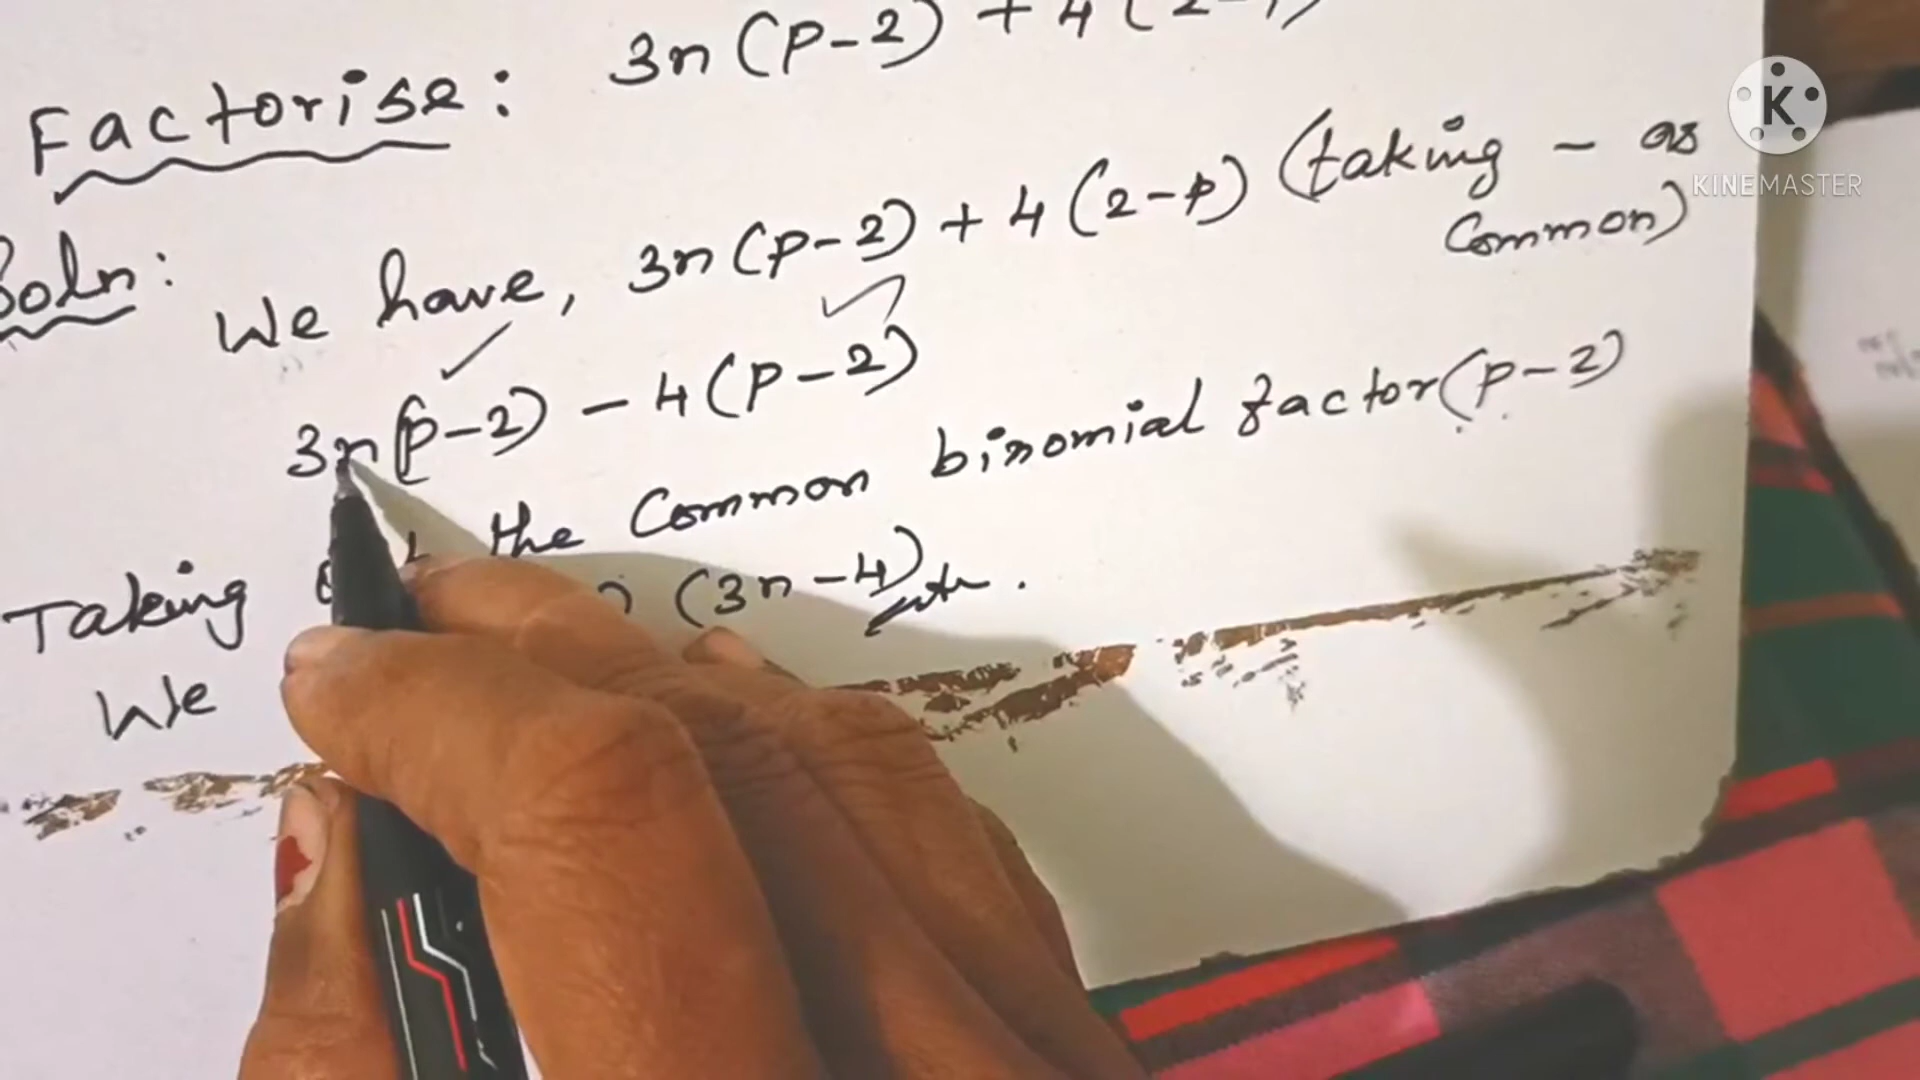 Factorise: 3n(p-2) + 4(2-p)
Soln: We have, 3n(p-2) + 4(2-p) (taking - as
common)
3n(p-2) - 4(p-2)
Taking the Common binomial factor(p-2)
We (3n-4)
K
KINEMASTER